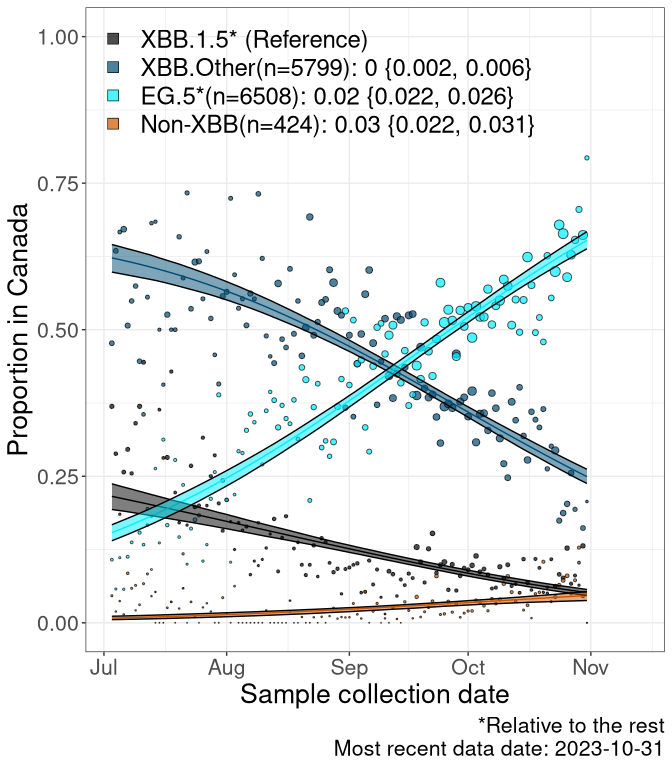 XBB.1.5* (Reference)
XBB.Other(n=5799): 0 {0.002, 0.006}
EG.5*(n=6508): 0.02 {0.022, 0.026}
Non-XBB(n=424): 0.03 {0.022, 0.031}
1.00
0.75
0.50
0.25
0.00
Proportion in Canada
Jul Aug Sep Oct Nov
Sample collection date
*Relative to the rest
Most recent data date: 2023-10-31